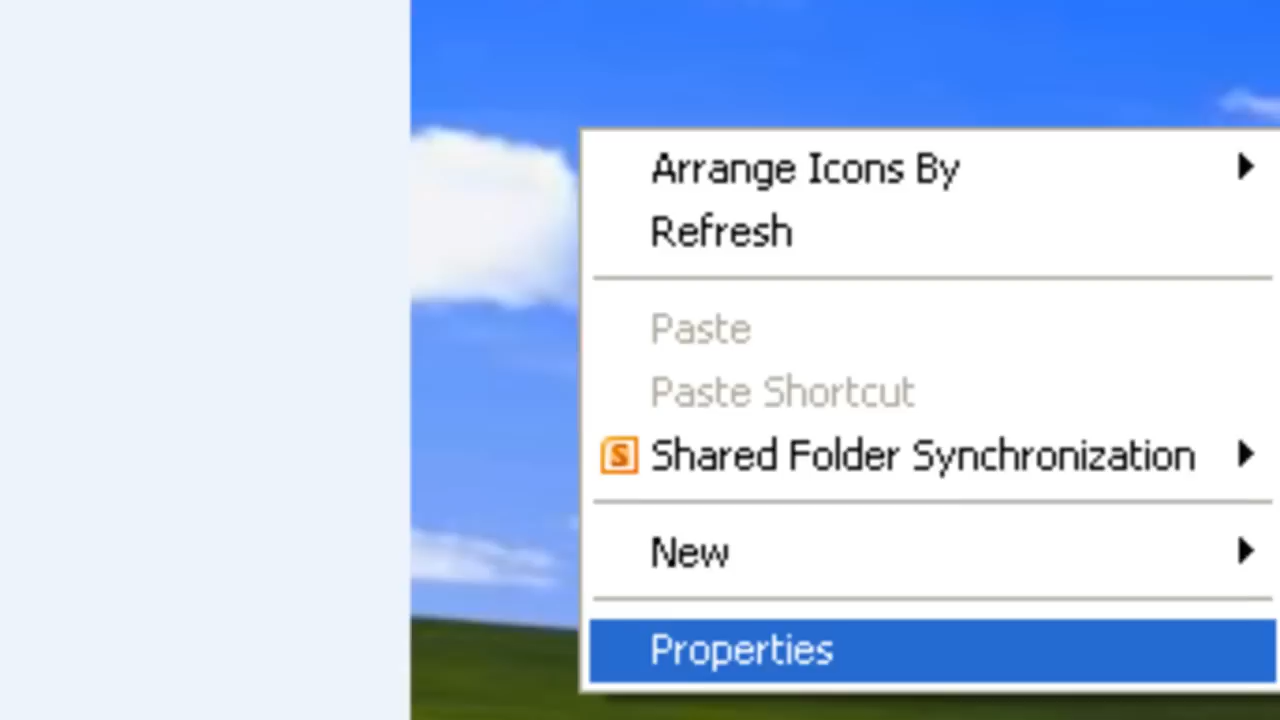 Arrange Icons By
Refresh
Paste
Paste Shortcut
S Shared Folder Synchronization
New
Properties